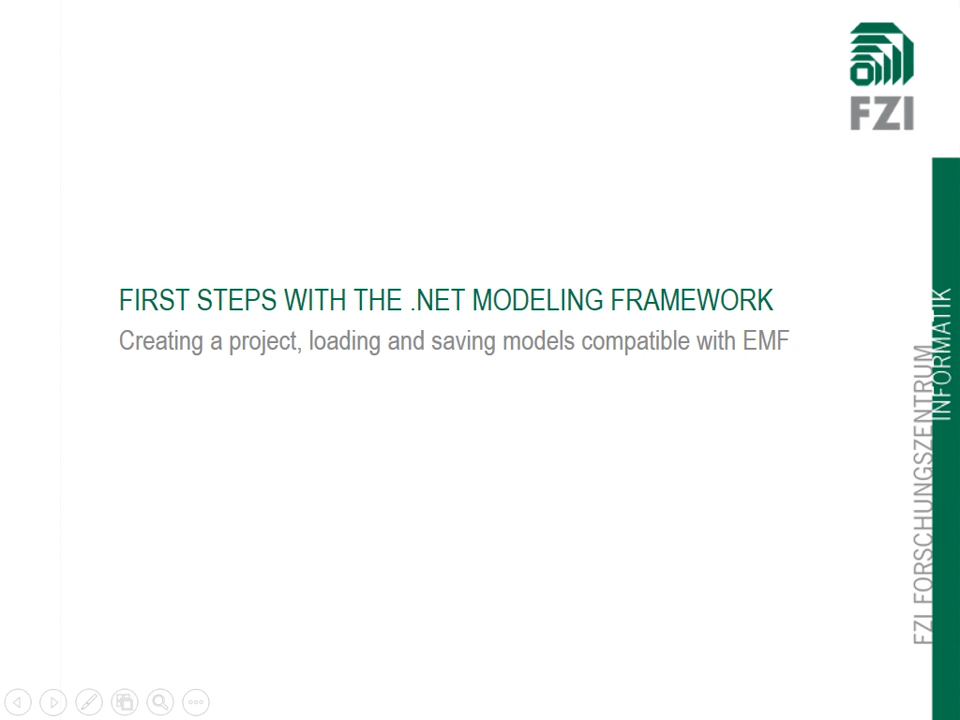 FZI
FIRST STEPS WITH THE .NET MODELING FRAMEWORK
Creating a project, loading and saving models compatible with EMF
FZI FORSCHUNGSZENTRUM
INFORMATIK